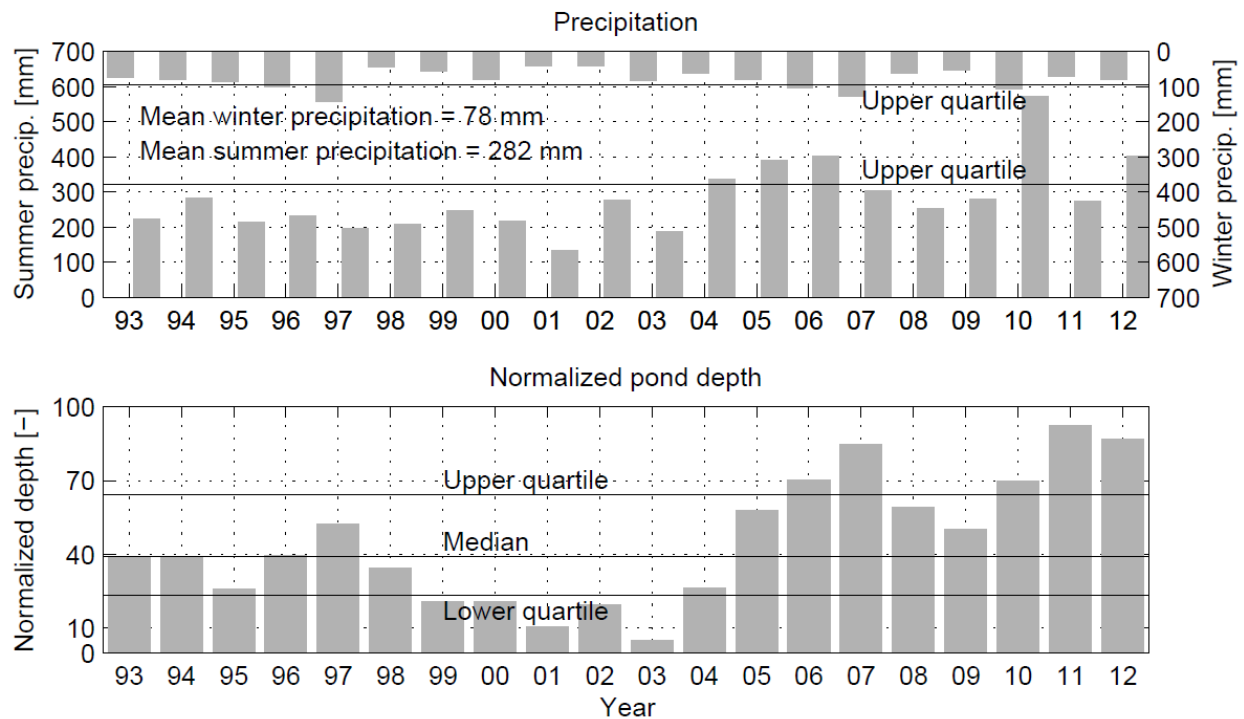 Precipitation
Summer precip. [mm]
700
600
500
400
300
200
100
0
Mean winter precipitation = 78 mm
Mean summer precipitation = 282 mm
Upper quartile
Upper quartile
0
100
200
300
400
500
600
700
Winter precip. [mm]
93 94 95 96 97 98 99 00 01 02 03 04 05 06 07 08 09 10 11 12
Normalized pond depth
Normalized depth [−]
100
70
40
10
0
Upper quartile
Median
Lower quartile
93 94 95 96 97 98 99 00 01 02 03 04 05 06 07 08 09 10 11 12
Year